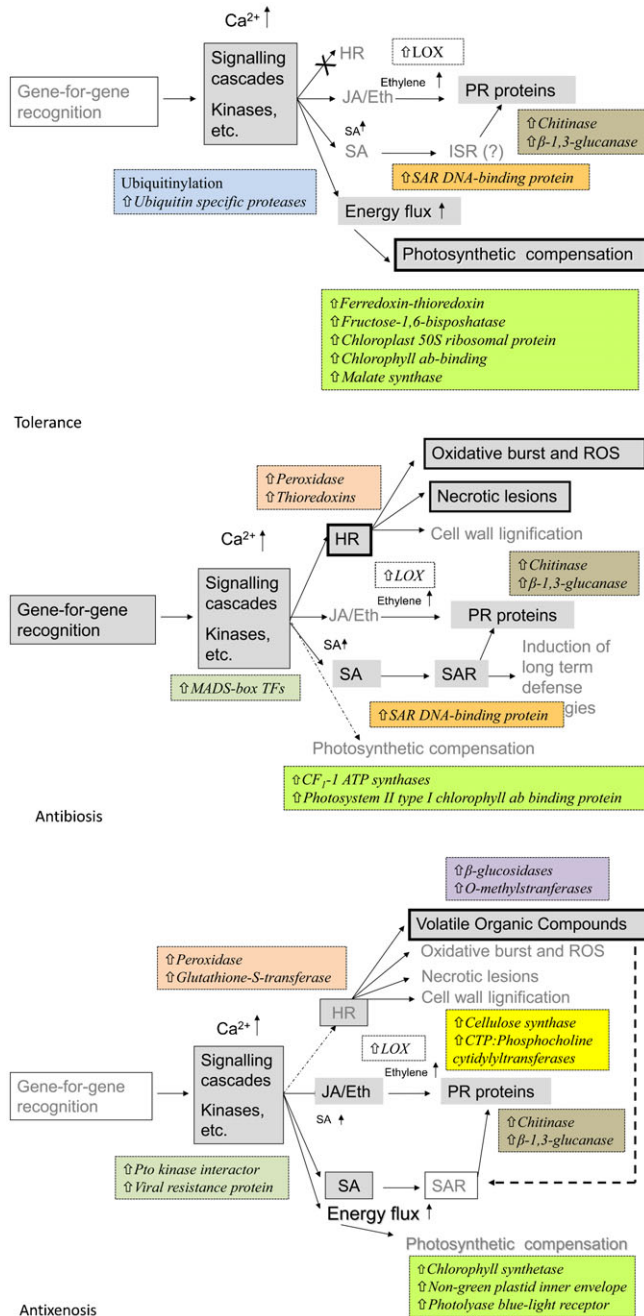 Ca²⁺ ↑
Signalling
cascades
Kinases,
etc.
Gene-for-gene
recognition
HR
⇧LOX
JA/Eth
Ethylene ↑
PR proteins
SA↑
SA
ISR (?)
⇧Chitinase
⇧β-1,3-glucanase
⇧SAR DNA-binding protein
Ubiquitinylation
⇧Ubiquitin specific proteases
Energy flux ↑
Photosynthetic compensation
⇧Ferredoxin-thioredoxin
⇧Fructose-1,6-bisposhatase
⇧Chloroplast 50S ribosomal protein
⇧Chlorophyll ab-binding
⇧Malate synthase
Tolerance
Oxidative burst and ROS
⇧Peroxidase
⇧Thioredoxins
Necrotic lesions
Ca²⁺ ↑
HR
Cell wall lignification
Signalling
cascades
Kinases,
etc.
⇧LOX
⇧Chitinase
⇧β-1,3-glucanase
Gene-for-gene
recognition
JA/Eth
Ethylene ↑
PR proteins
SA↑
SA
SAR
Induction of
long term
defense
egies
⇧MADS-box TFs
⇧SAR DNA-binding protein
Photosynthetic compensation
⇧CF₁-1 ATP synthases
⇧Photosystem II type I chlorophyll ab binding protein
Antibiosis
⇧β-glucosidases
⇧O-methylstranferases
Volatile Organic Compounds
⇧Peroxidase
⇧Glutathione-S-transferase
Oxidative burst and ROS
Necrotic lesions
Cell wall lignification
HR
Ca²⁺ ↑
Signalling
cascades
Kinases,
etc.
⇧LOX
⇧Cellulose synthase
⇧CTP:Phosphocholine
cytidylyltransferases
Gene-for-gene
recognition
JA/Eth
Ethylene ↑
PR proteins
SA ↑
⇧Chitinase
⇧β-1,3-glucanase
⇧Pto kinase interactor
⇧Viral resistance protein
SA
SAR
Energy flux ↑
Photosynthetic compensation
⇧Chlorophyll synthetase
⇧Non-green plastid inner envelope
⇧Photolyase blue-light receptor
Antixenosis